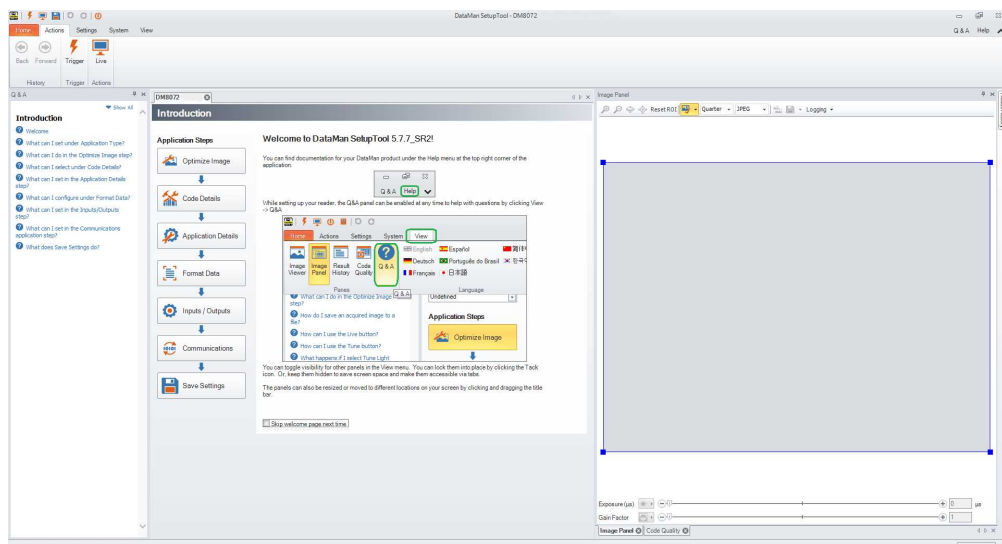 DataMan SetupTool - DM8072
Home Actions Settings System View
Q & A Help
Back Forward Trigger Live
History Trigger Actions
Q & A
Show All
Introduction
Welcome
What can I set under Application Type?
What can I do in the Optimize Image step?
What can I select under Code Details?
What can I set in the Application Details
step?
What can I configure under Format Data?
What can I set in the Inputs/Outputs
step?
What can I set in the Communications
application step?
What does Save Settings do?
DM8072
Introduction
Application Steps
Optimize Image
Code Details
Application Details
Format Data
Inputs / Outputs
Communications
Save Settings
Welcome to DataMan SetupTool 5.7.7_SR2!
You can find documentation for your DataMan product under the Help menu at the top right corner of the
application.
Q & A Help
While setting up your reader, the Q&A panel can be enabled at any time to help with questions by clicking View
-> Q&A
Home Actions Settings System View
English Español
Image Viewer Image Panel Result History Code Quality Q & A
Deutsch Português do Brasil
Français 日本語
Panes Language
Q & A
What can I do in the Optimize Image
step?
Undefined
How do I save an acquired image to a
file?
Application Steps
How can I use the Live button?
Optimize Image
How can I use the Tune button?
What happens if I select Tune Light
You can toggle visibility for other panels in the View menu. You can lock them into place by clicking the Tack
icon. Or, keep them hidden to save screen space and make them accessible via tabs.
The panels can also be resized or moved to different locations on your screen by clicking and dragging the title
bar.
Skip welcome page next time
Image Panel
Reset ROI Quarter JPEG Logging
Exposure (µs) 0 µs
Gain Factor 1
Image Panel Code Quality